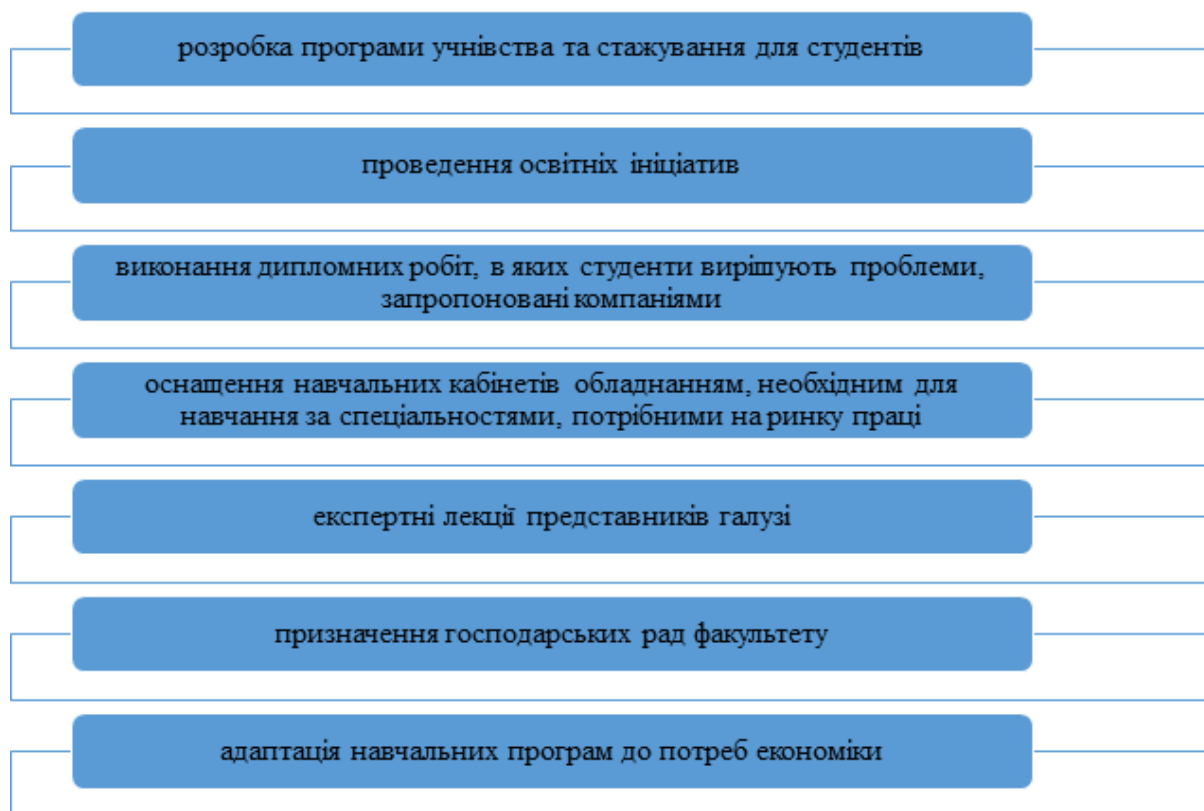 розробка програми учнівства та стажування для студентів
проведення освітніх ініціатив
виконання дипломних робіт, в яких студенти вирішують проблеми,
запропоновані компаніями
оснащення навчальних кабінетів обладнанням, необхідним для
навчання за спеціальностями, потрібними на ринку праці
експертні лекції представників галузі
призначення господарських рад факультету
адаптація навчальних програм до потреб економіки